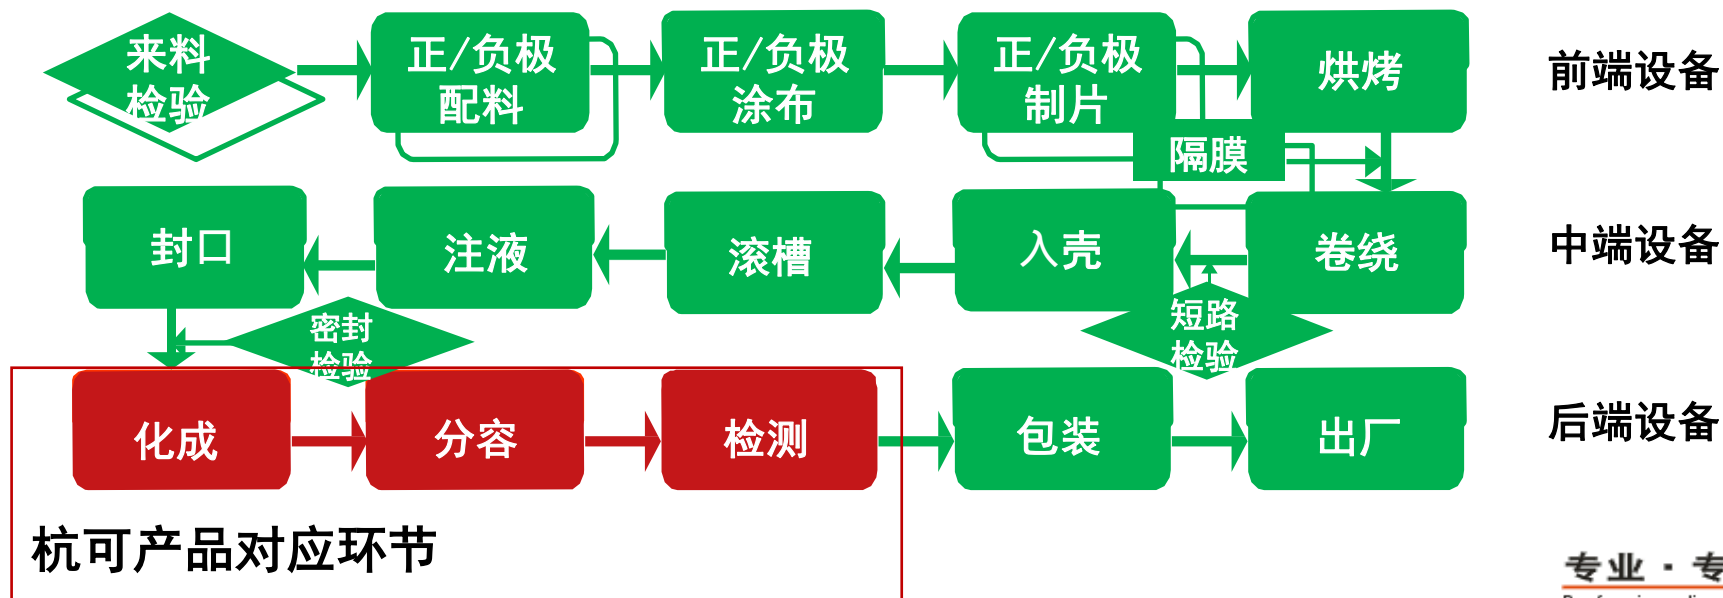 来料
检验
正/负极
配料
正/负极
涂布
正/负极
制片
烘烤
前端设备
隔膜
封口
注液
滚槽
入壳
卷绕
中端设备
密封
检验
短路
检验
化成
分容
检测
包装
出厂
后端设备
杭可产品对应环节
专业·专